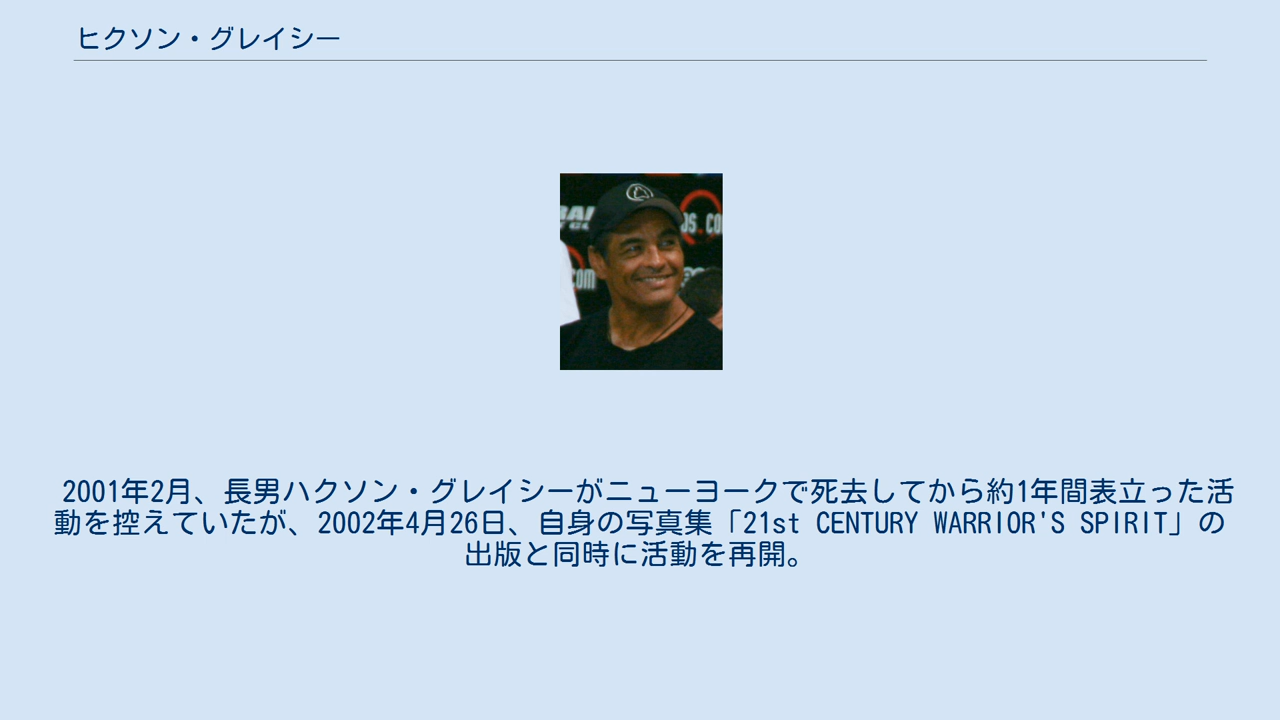 ヒクソン・グレイシー
BAI
OS.CO
COM
2001年2月、長男ハクソン・グレイシーがニューヨークで死去してから約1年間表立った活
動を控えていたが、2002年4月26日、自身の写真集「21st CENTURY WARRIOR'S SPIRIT」の
出版と同時に活動を再開。